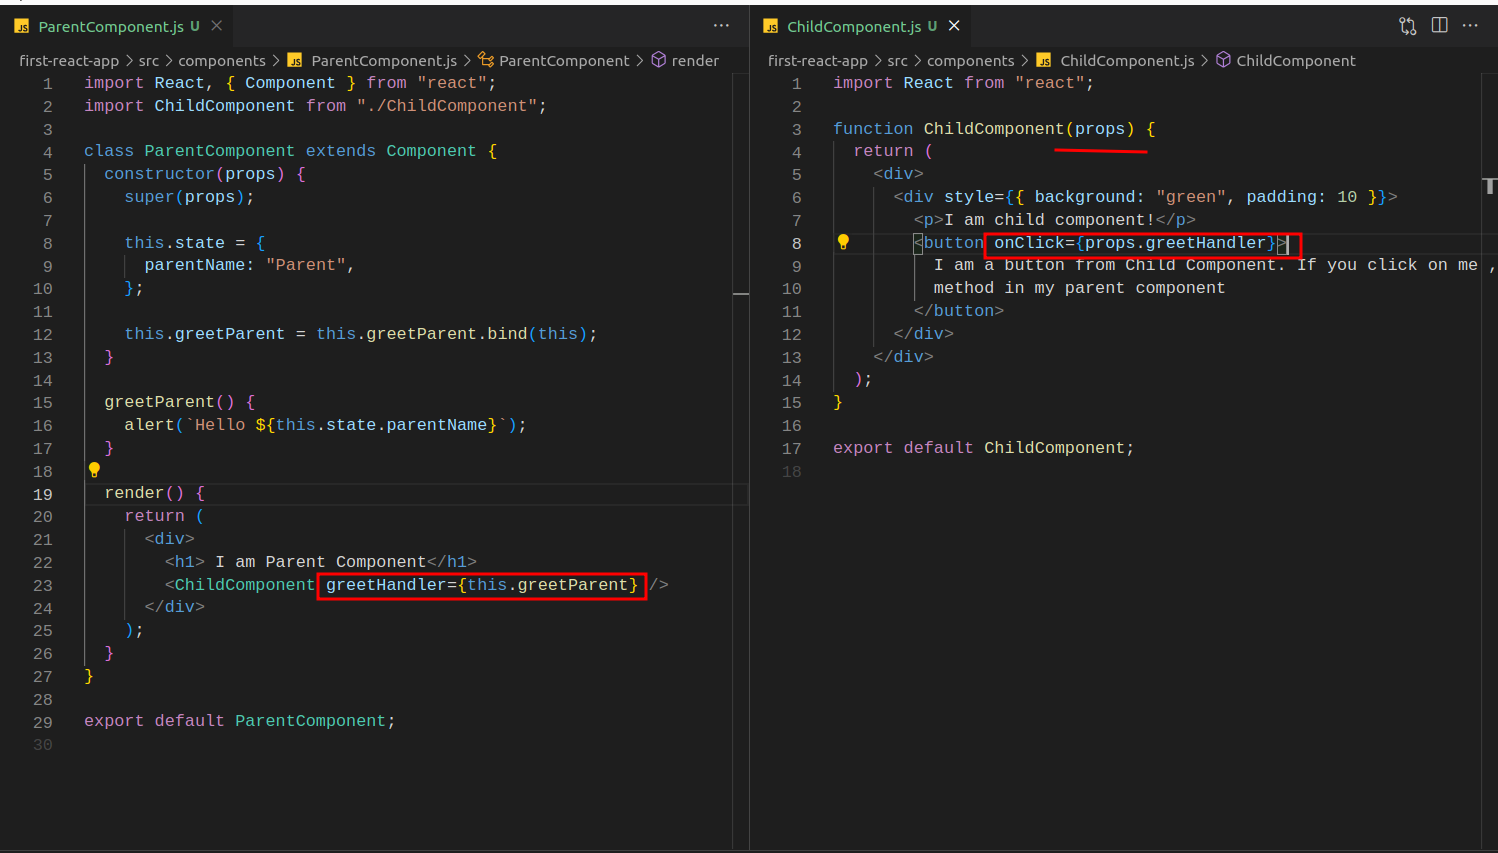 JS ParentComponent.js U ×
first-react-app > src > components > JS ParentComponent.js > ParentComponent > render
1 import React, { Component } from "react";
2 import ChildComponent from "./ChildComponent";
3
4 class ParentComponent extends Component {
5   constructor(props) {
6     super(props);
7
8     this.state = {
9       parentName: "Parent",
10     };
11
12     this.greetParent = this.greetParent.bind(this);
13   }
14
15   greetParent() {
16     alert(`Hello ${this.state.parentName}`);
17   }
18
19   render() {
20     return (
21       <div>
22         <h1> I am Parent Component</h1>
23         <ChildComponent greetHandler={this.greetParent} />
24       </div>
25     );
26   }
27 }
28
29 export default ParentComponent;
30
JS ChildComponent.js U ×
first-react-app > src > components > JS ChildComponent.js > ChildComponent
1 import React from "react";
2
3 function ChildComponent(props) {
4   return (
5     <div>
6       <div style={{ background: "green", padding: 10 }}>
7         <p>I am child component!</p>
8         <button onClick={props.greetHandler}>
9           I am a button from Child Component. If you click on me ,
10           method in my parent component
11         </button>
12       </div>
13     </div>
14   );
15 }
16
17 export default ChildComponent;
18